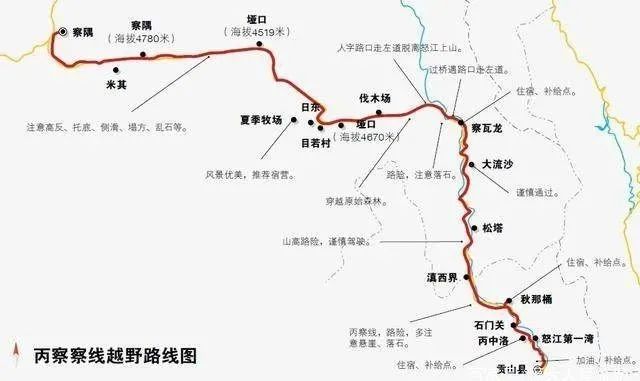 察隅
察隅
（海拔4780米）
垭口
（海拔4519米）
人字路口走左道脱离怒江上山。
过桥遇路口走左道。
米其
注意高反、托底、侧滑、塌方、乱石等。
日东
伐木场
住宿、补给点。
夏季牧场
垭口
察瓦龙
目若村
（海拔4670米）
大流沙
风景优美，推荐宿营。
路险，注意落石。
谨慎通过。
穿越原始森林。
松塔
山高路险，谨慎驾驶。
住宿、补给点。
滇西界
秋那桶
丙察线，路险，多注
意悬崖、落石。
石门关
丙中洛
怒江第一湾
丙察察线越野路线图
住宿、补给点。
加油、补给点。
贡山县